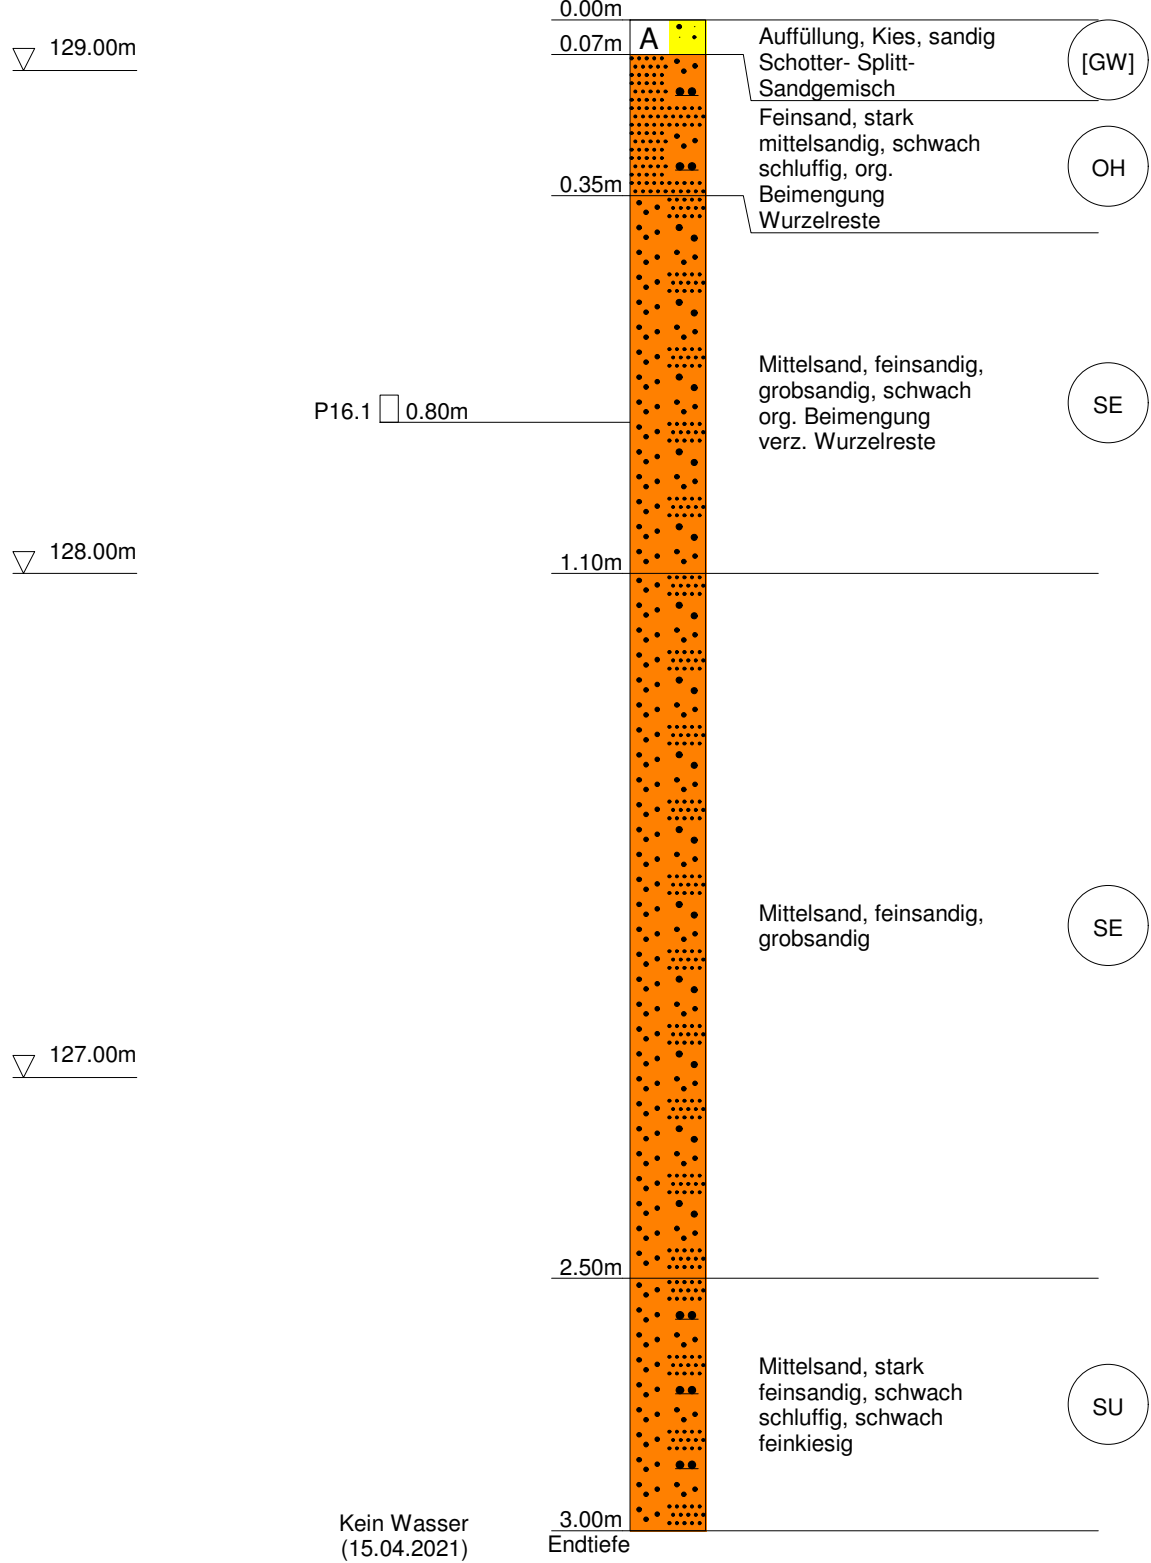 0.00m
129.00m
0.07m
A
Auffüllung, Kies, sandig
Schotter- Splitt-
Sandgemisch
[GW]
Feinsand, stark
mittelsandig, schwach
schluffig, org.
Beimengung
Wurzelreste
OH
0.35m
Mittelsand, feinsandig,
grobsandig, schwach
org. Beimengung
verz. Wurzelreste
SE
P16.1
0.80m
128.00m
1.10m
Mittelsand, feinsandig,
grobsandig
SE
127.00m
2.50m
Mittelsand, stark
feinsandig, schwach
schluffig, schwach
feinkiesig
SU
Kein Wasser
(15.04.2021)
3.00m
Endtiefe